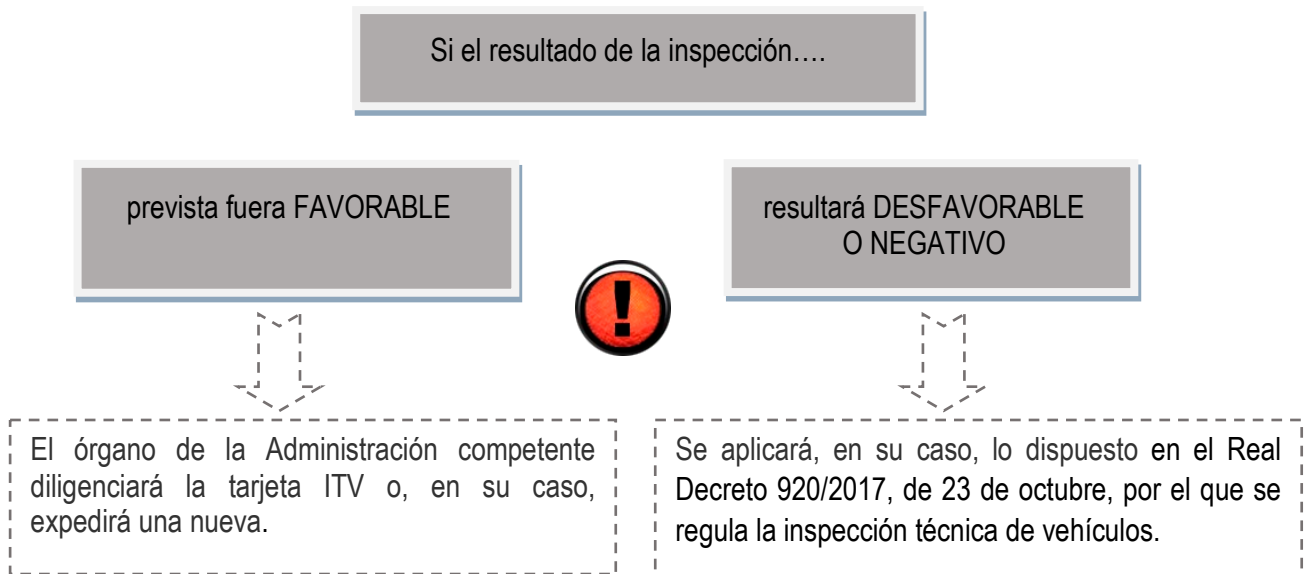 Si el resultado de la inspección….
prevista fuera FAVORABLE
resultará DESFAVORABLE
O NEGATIVO
!
El órgano de la Administración competente
diligenciará la tarjeta ITV o, en su caso,
expedirá una nueva.
Se aplicará, en su caso, lo dispuesto en el Real
Decreto 920/2017, de 23 de octubre, por el que se
regula la inspección técnica de vehículos.